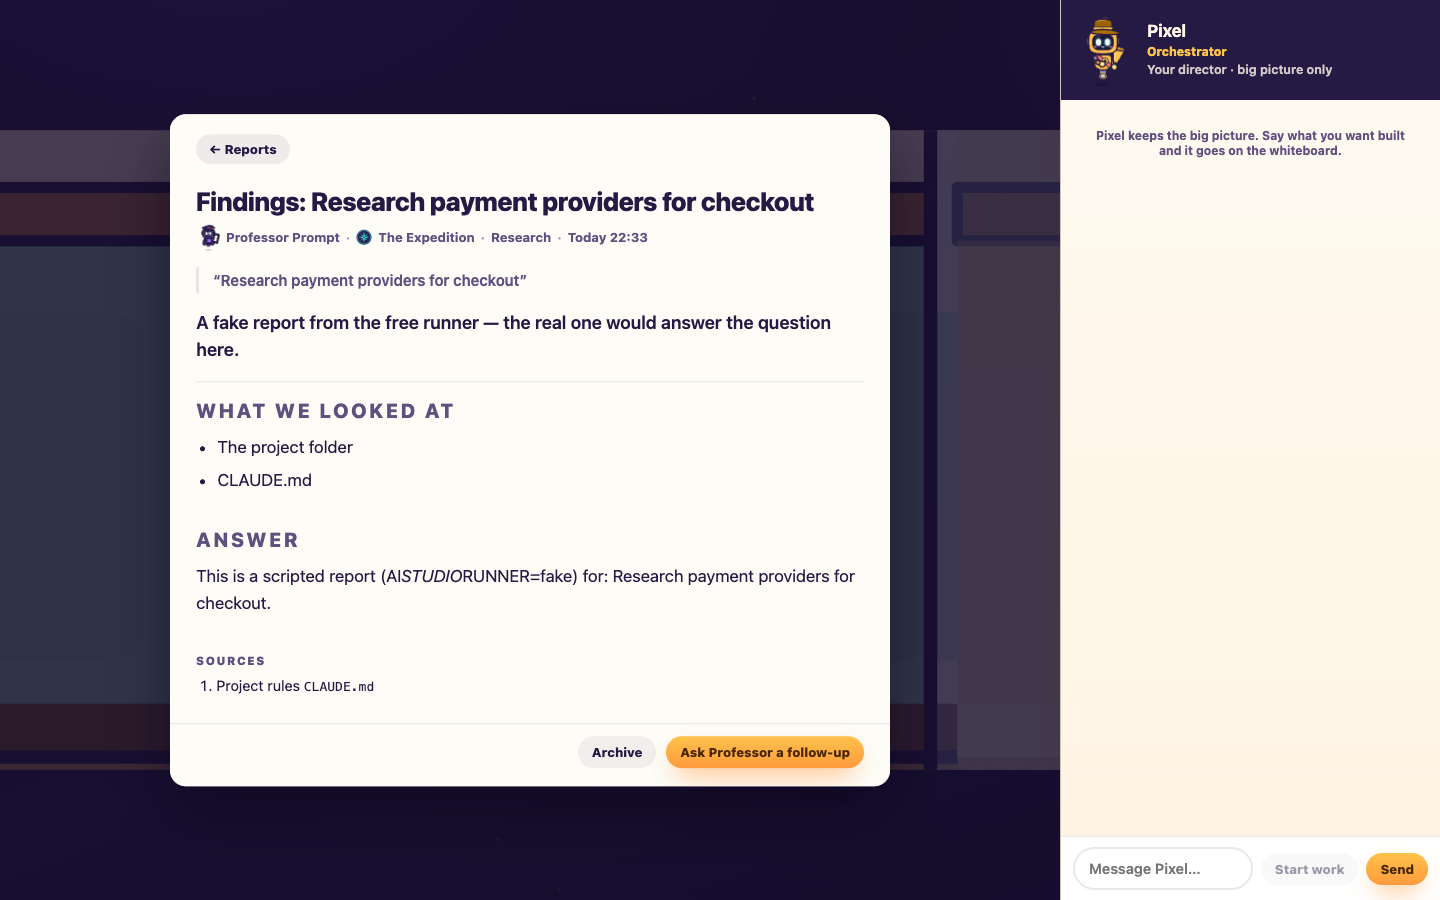 ← Reports
Findings: Research payment providers for checkout
Professor Prompt · The Expedition · Research · Today 22:33
“Research payment providers for checkout”
A fake report from the free runner — the real one would answer the question
here.
WHAT WE LOOKED AT
• The project folder
• CLAUDE.md
ANSWER
This is a scripted report (AISTUDIORUNNER=fake) for: Research payment providers for
checkout.
SOURCES
1. Project rules CLAUDE.md
Archive
Ask Professor a follow-up
Pixel
Orchestrator
Your director · big picture only
Pixel keeps the big picture. Say what you want built
and it goes on the whiteboard.
Message Pixel...
Start work
Send